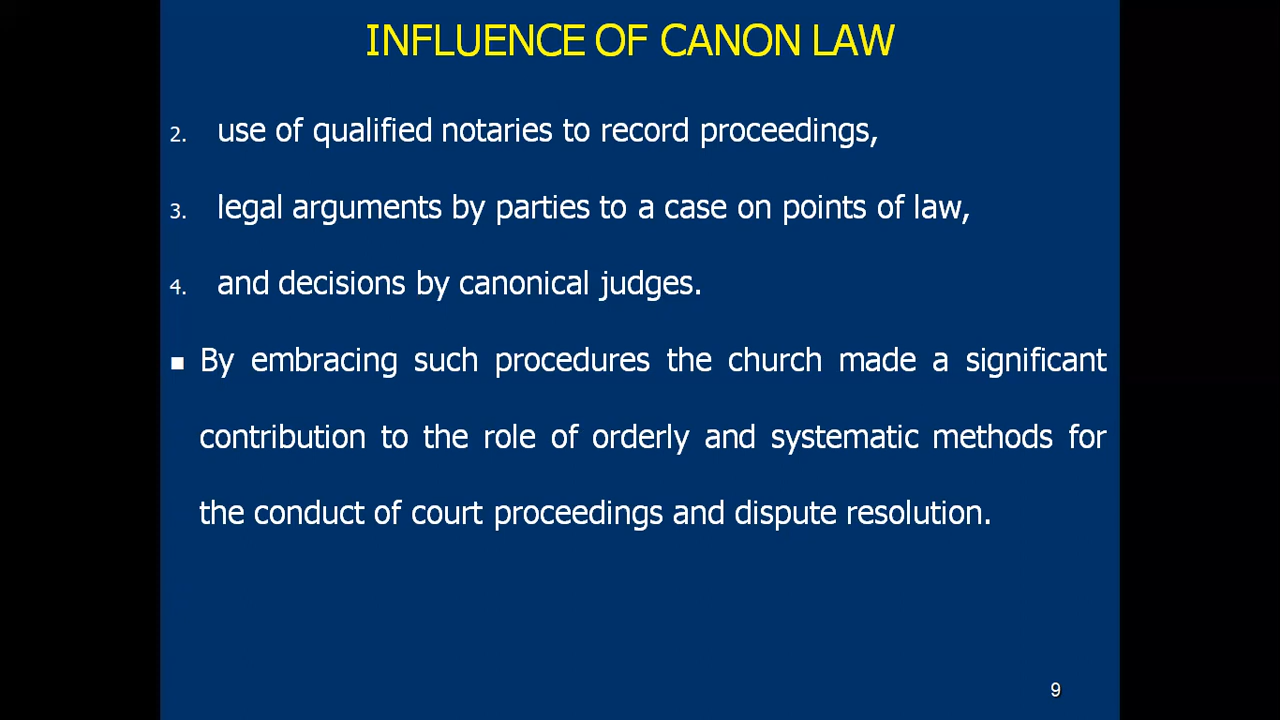 INFLUENCE OF CANON LAW
2. use of qualified notaries to record proceedings,
3. legal arguments by parties to a case on points of law,
4. and decisions by canonical judges.
■ By embracing such procedures the church made a significant
contribution to the role of orderly and systematic methods for
the conduct of court proceedings and dispute resolution.
9